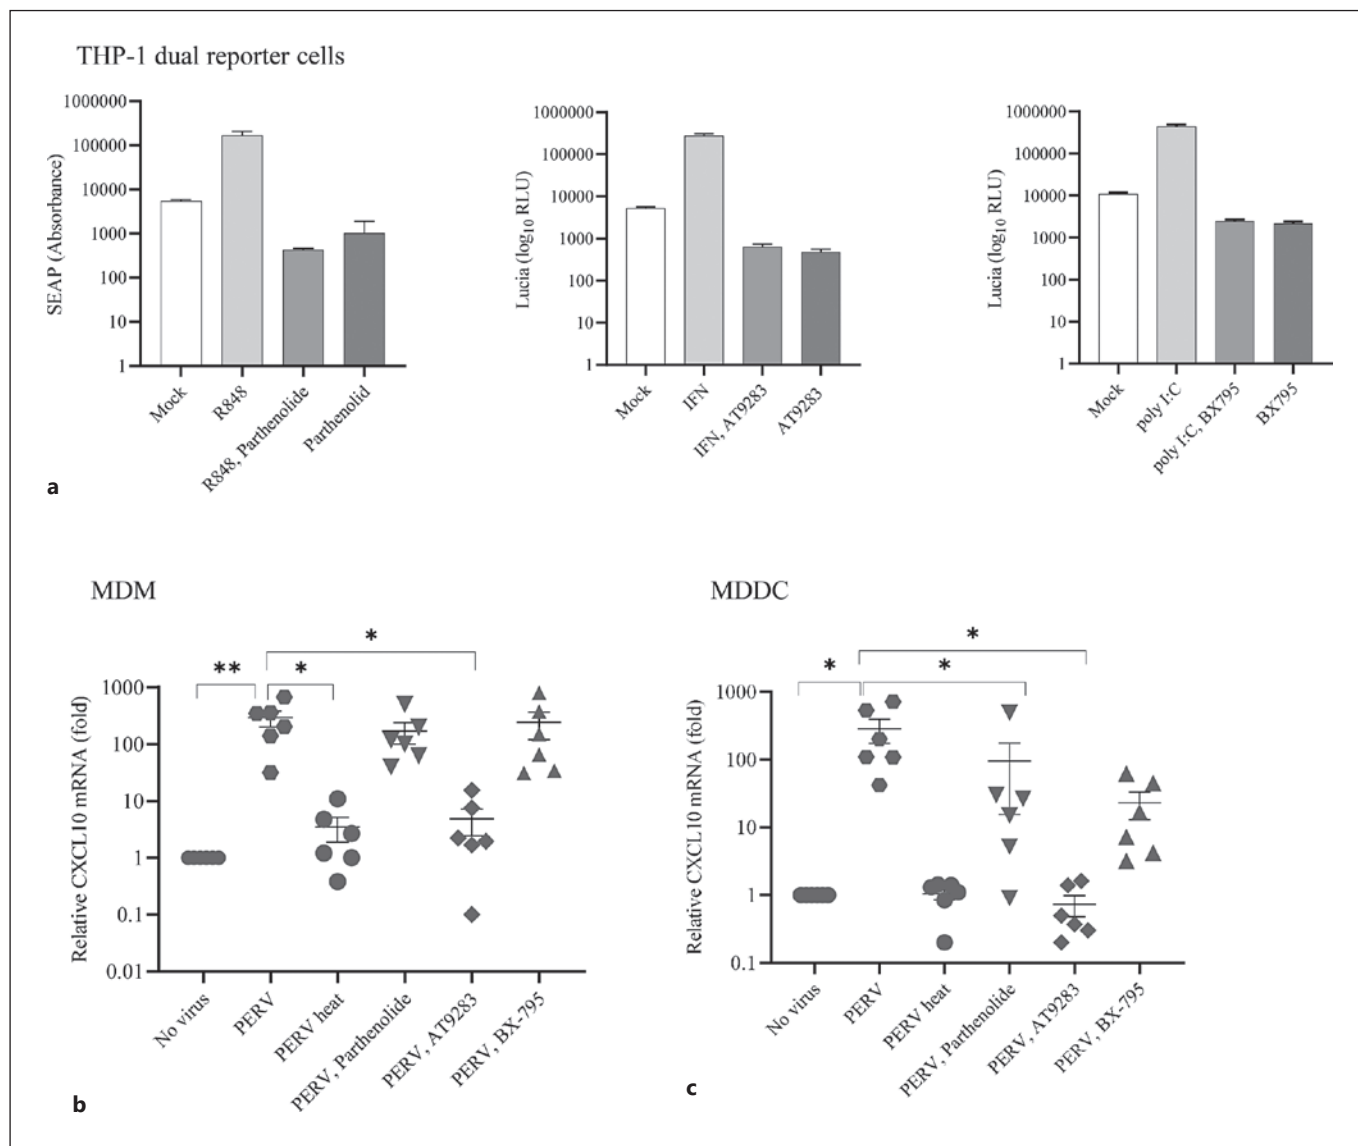 THP-1 dual reporter cells
SEAP (Absorbance)
1000000
100000
10000
1000
100
10
1
Mock
R848
R848, Parthenolide
Parthenolid
Lucia (log10 RLU)
1000000
100000
10000
1000
100
10
1
Mock
IFN
IFN, AT9283
AT9283
Lucia (log10 RLU)
1000000
100000
10000
1000
100
10
1
Mock
poly I:C
poly I:C, BX795
BX795
a
MDM
Relative CXCL10 mRNA (fold)
1000
100
10
1
0.1
0.01
**
*
*
No virus
PERV
PERV heat
PERV, Parthenolide
PERV, AT9283
PERV, BX-795
b
MDDC
Relative CXCL10 mRNA (fold)
1000
100
10
1
0.1
*
*
*
No virus
PERV
PERV heat
PERV, Parthenolide
PERV, AT9283
PERV, BX-795
c